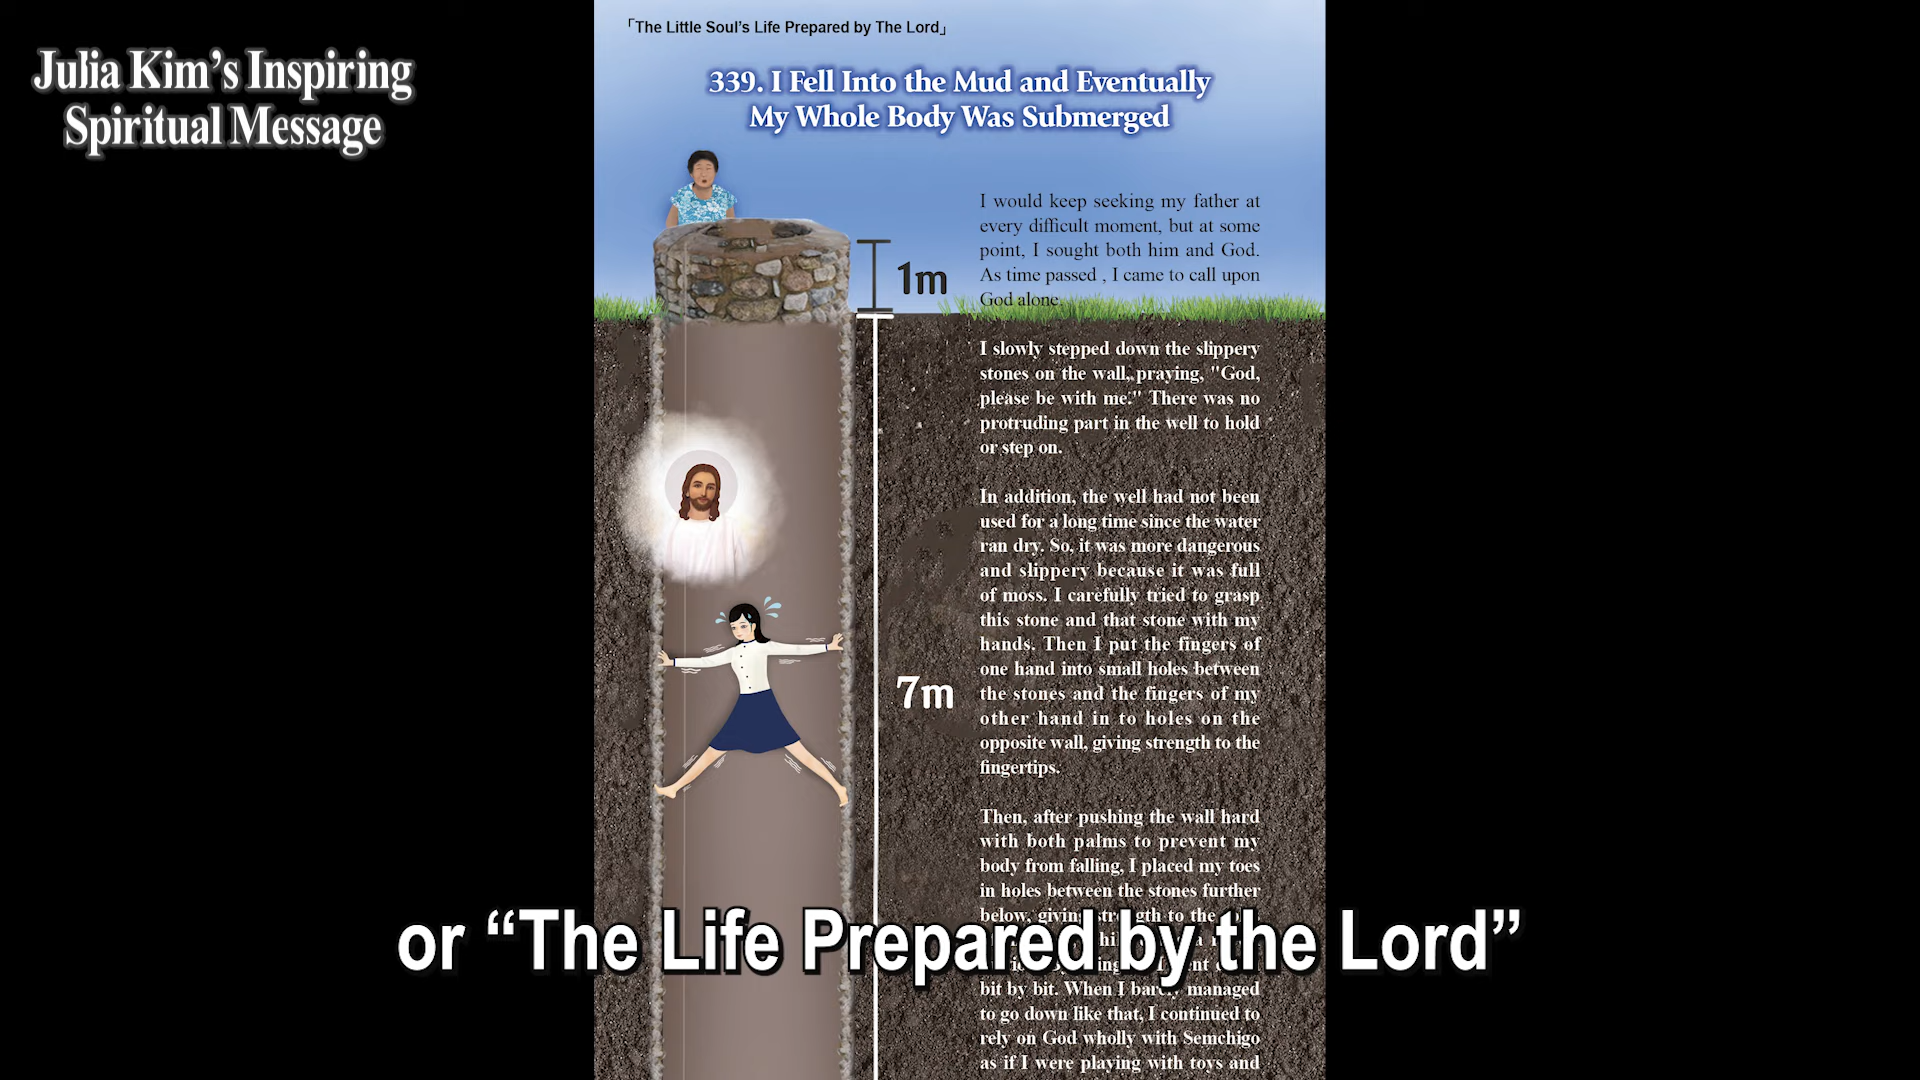 Julia Kim’s Inspiring
Spiritual Message
「The Little Soul’s Life Prepared by The Lord」
339. I Fell Into the Mud and Eventually
My Whole Body Was Submerged
I would keep seeking my father at
every difficult moment, but at some
point, I sought both him and God.
As time passed , I came to call upon
God alone.
1m
I slowly stepped down the slippery
stones on the wall, praying, "God,
please be with me." There was no
protruding part in the well to hold
or step on.
In addition, the well had not been
used for a long time since the water
ran dry. So, it was more dangerous
and slippery because it was full
of moss. I carefully tried to grasp
this stone and that stone with my
hands. Then I put the fingers of
one hand into small holes between
the stones and the fingers of my
other hand in to holes on the
opposite wall, giving strength to the
fingertips.
7m
Then, after pushing the wall hard
with both palms to prevent my
body from falling, I placed my toes
in holes between the stones further
below, giving strength to the
bit by bit. When I barely managed
to go down like that, I continued to
rely on God wholly with Semchigo
as if I were playing with toys and
or “The Life Prepared by the Lord”